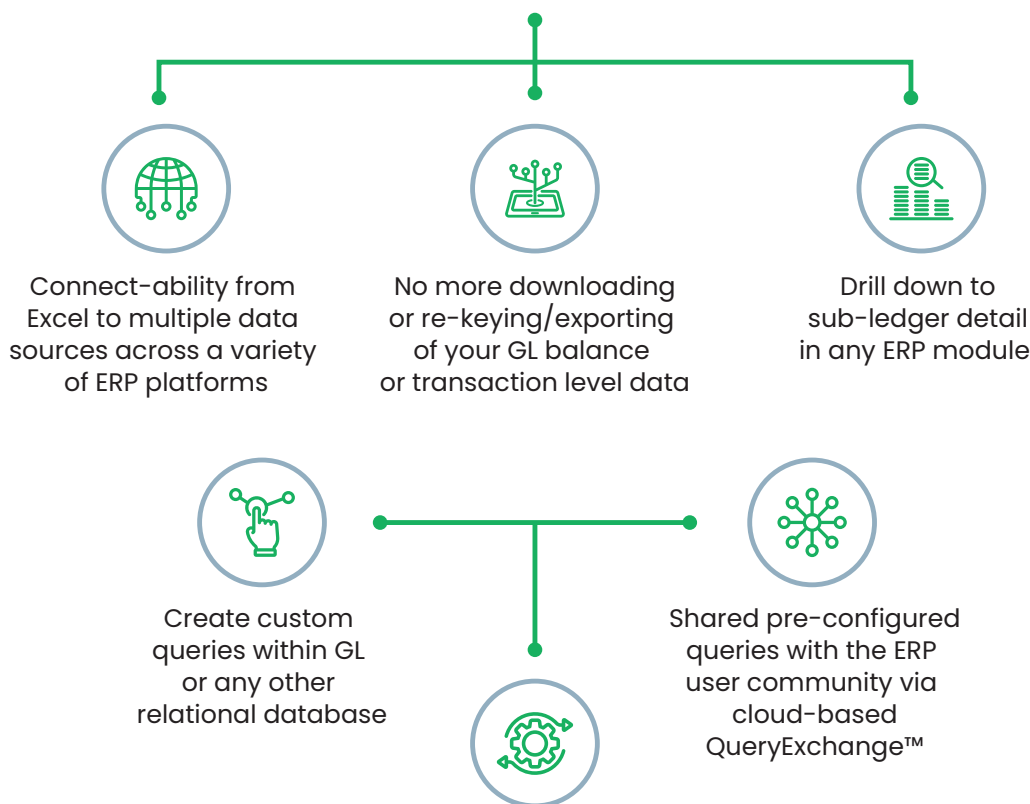 Connect-ability from
Excel to multiple data
sources across a variety
of ERP platforms
No more downloading
or re-keying/exporting
of your GL balance
or transaction level data
Drill down to
sub-ledger detail
in any ERP module
Create custom
queries within GL
or any other
relational database
Shared pre-configured
queries with the ERP
user community via
cloud-based
QueryExchange™